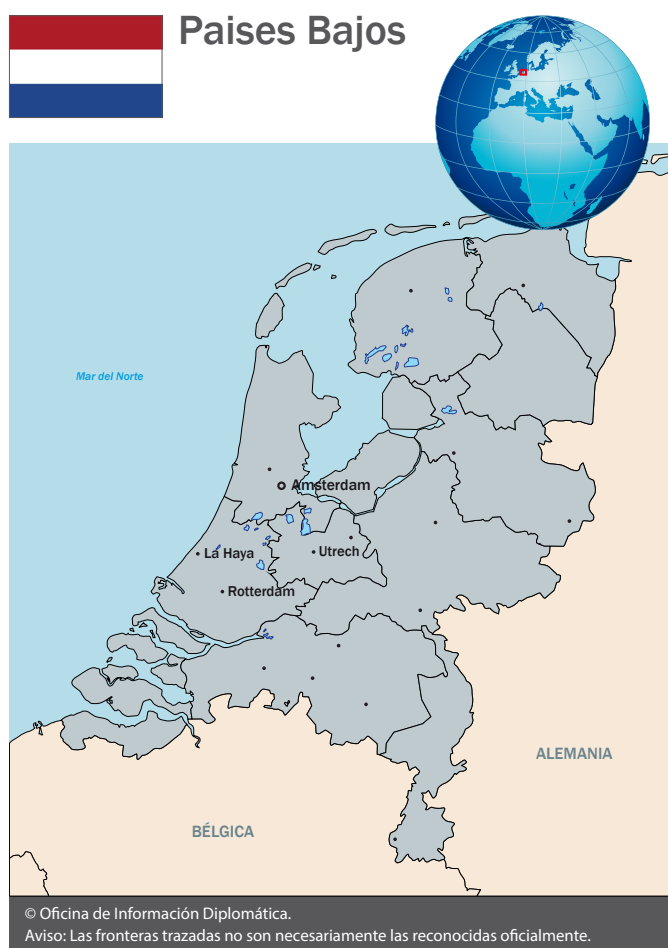 Paises Bajos
Mar del Norte
Amsterdam
La Haya
Utrech
Rotterdam
ALEMANIA
BÉLGICA
© Oficina de Información Diplomática.
Aviso: Las fronteras trazadas no son necesariamente las reconocidas oficialmente.